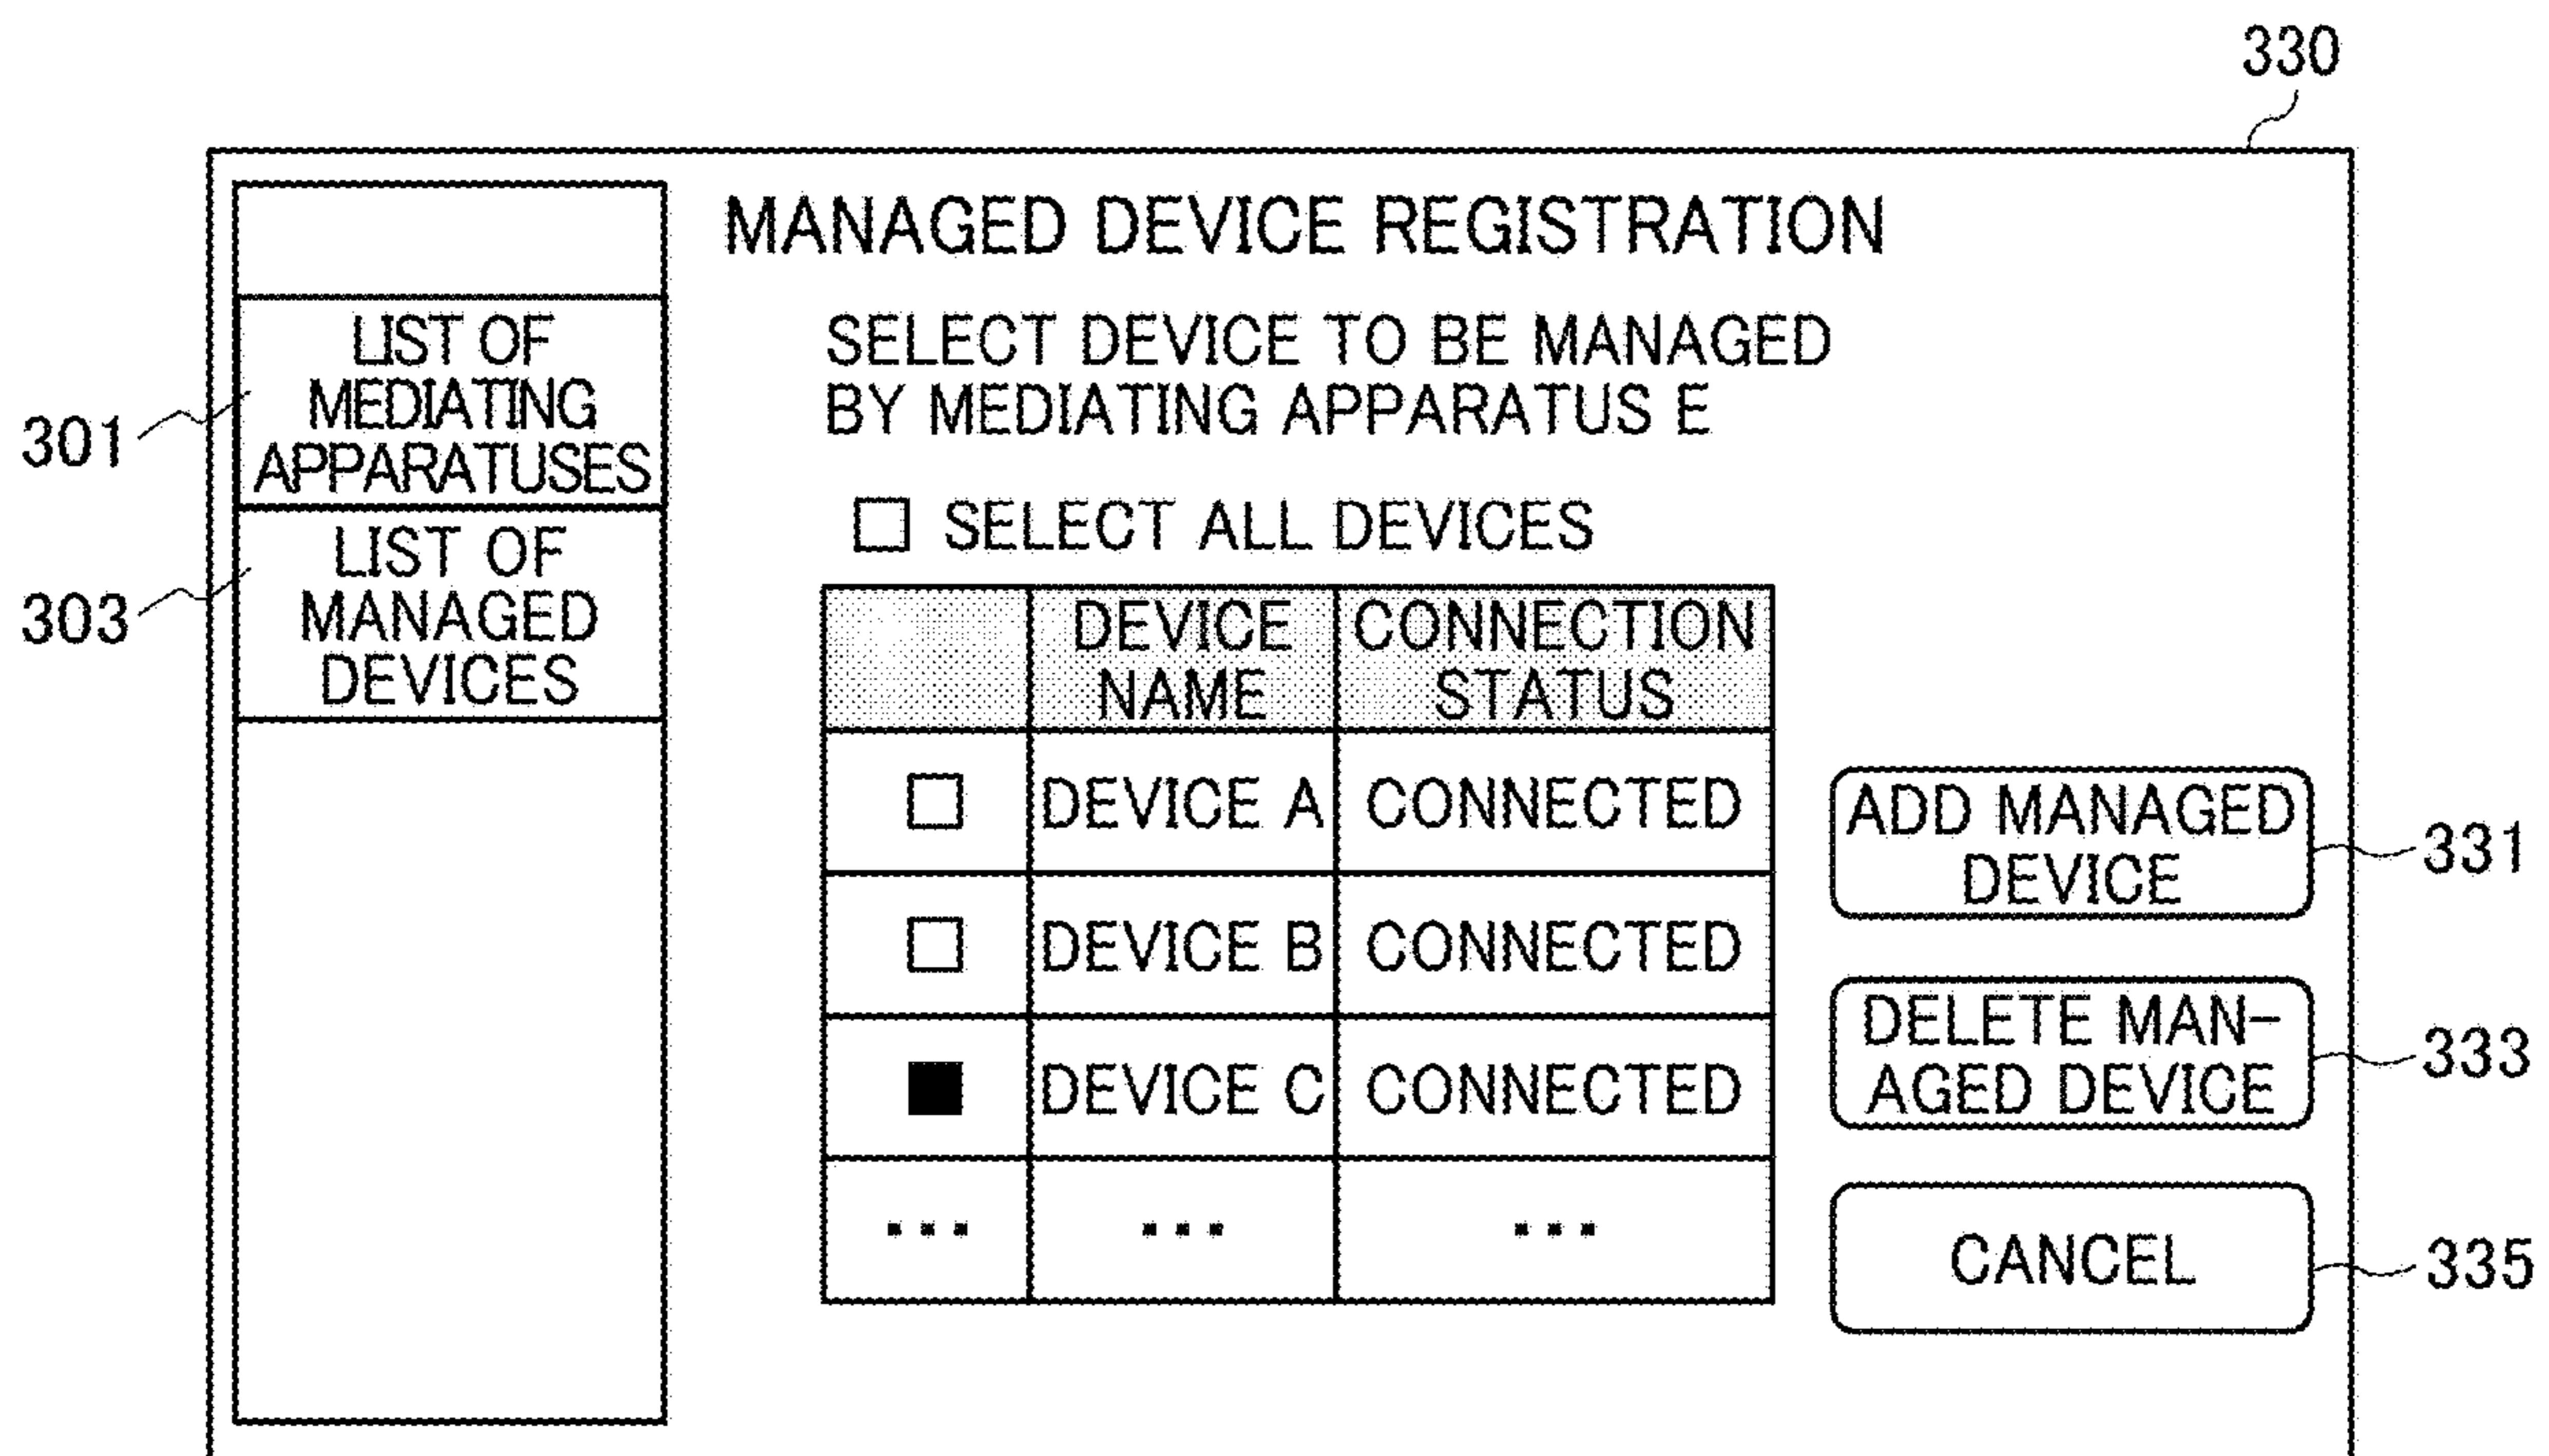 330
MANAGED DEVICE REGISTRATION
LIST OF
MEDIATING
APPARATUSES
301
LIST OF
MANAGED
DEVICES
303
SELECT DEVICE TO BE MANAGED
BY MEDIATING APPARATUS E
SELECT ALL DEVICES
DEVICE NAME CONNECTION STATUS
DEVICE A CONNECTED
DEVICE B CONNECTED
DEVICE C CONNECTED
... ... ...
ADD MANAGED
DEVICE
331
DELETE MAN-
AGED DEVICE
333
CANCEL
335